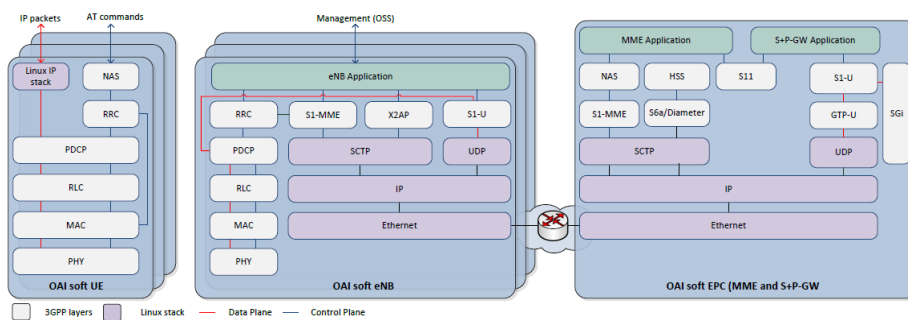 IP packets
AT commands
Management (OSS)
Linux IP
stack
NAS
RRC
PDCP
RLC
MAC
PHY
OAI soft UE
eNB Application
RRC
S1-MME
X2AP
S1-U
PDCP
SCTP
UDP
RLC
IP
MAC
Ethernet
PHY
OAI soft eNB
MME Application
S+P-GW Application
NAS
HSS
S11
S1-U
S1-MME
S6a/Diameter
GTP-U
SGi
SCTP
UDP
IP
Ethernet
OAI soft EPC (MME and S+P-GW
3GPP layers
Linux stack
Data Plane
Control Plane